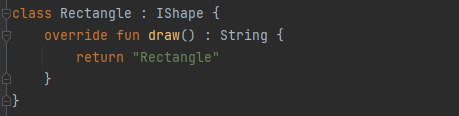 class Rectangle : IShape {
    override fun draw() : String {
        return "Rectangle"
    }
}